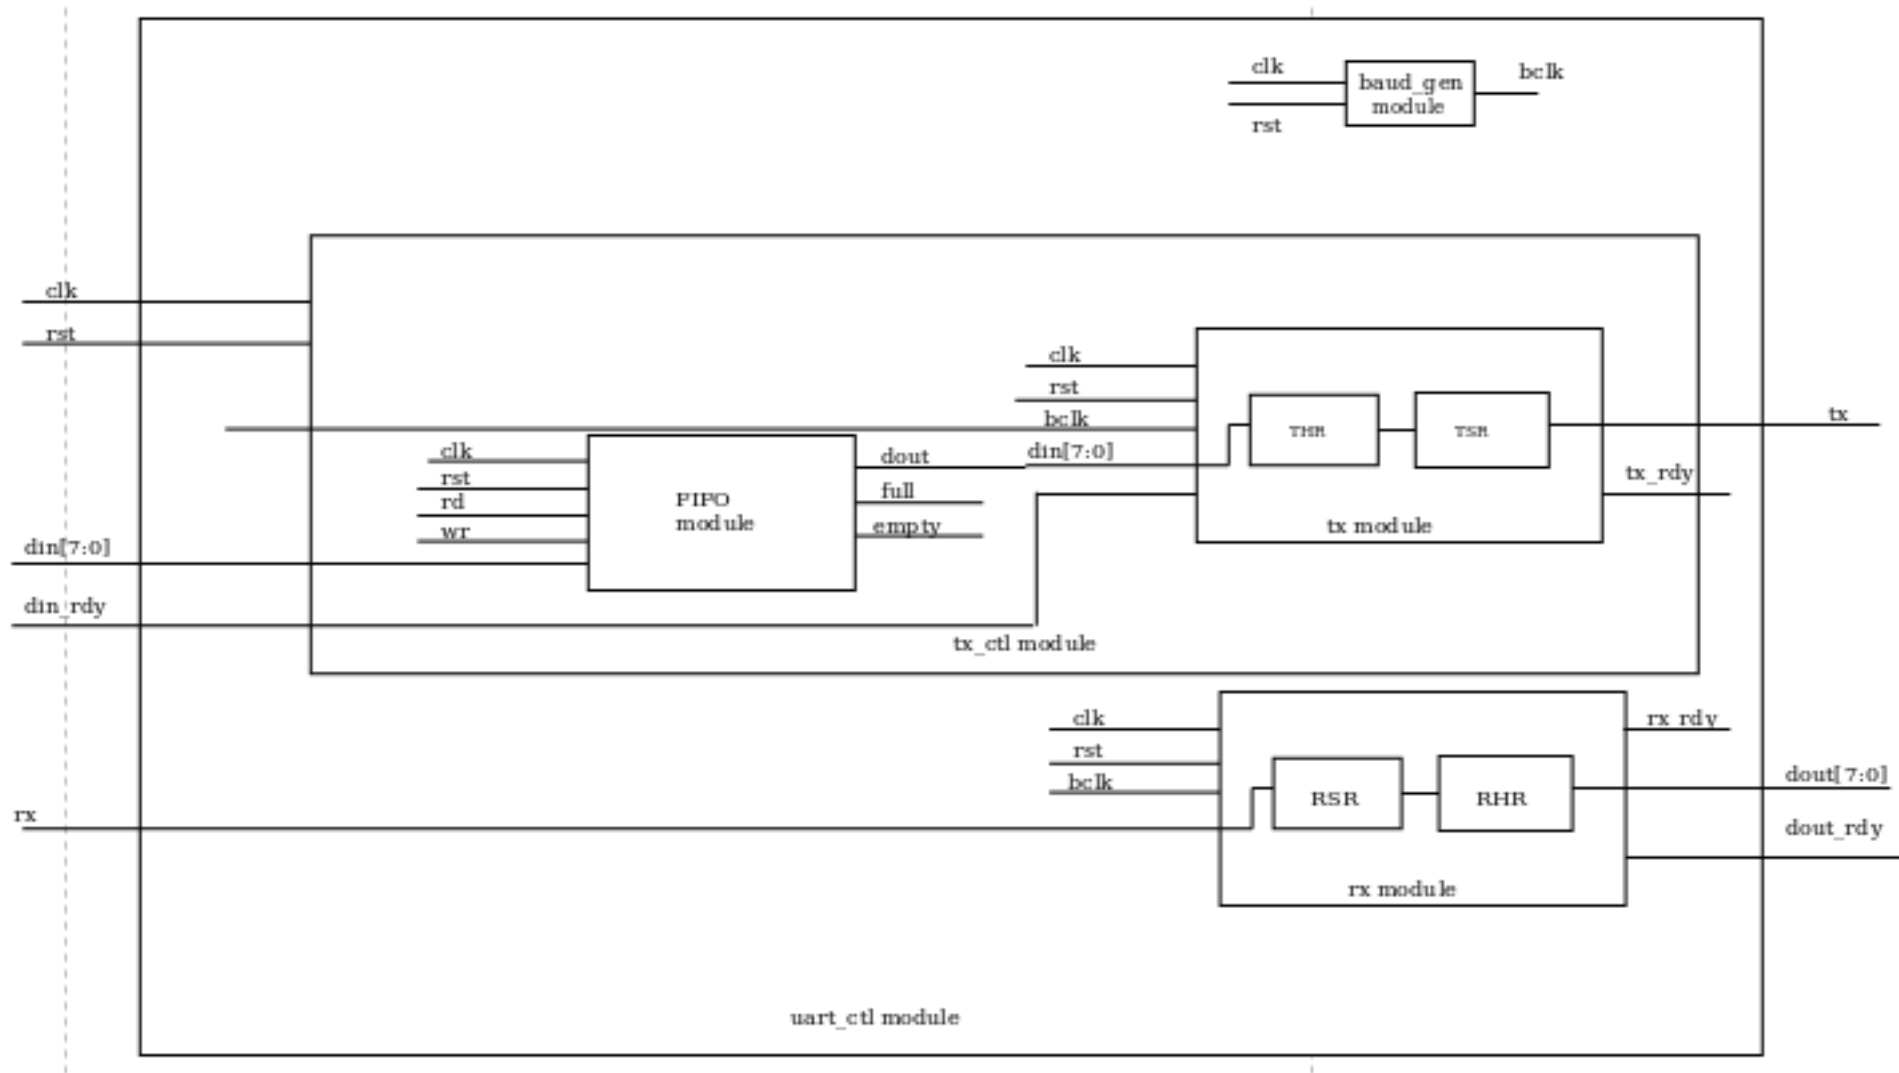 clk
baud_gen
module
bclk
rst
clk
rst
clk
rst
bclk
din[7:0]
THR
TSR
tx
tx_rdy
tx module
clk
rst
rd
wr
FIFO
module
dout
full
empty
din[7:0]
din_rdy
tx_ctl module
clk
rst
bclk
rx
RSR
RHR
rx_rdy
dout[7:0]
dout_rdy
rx module
uart_ctl module